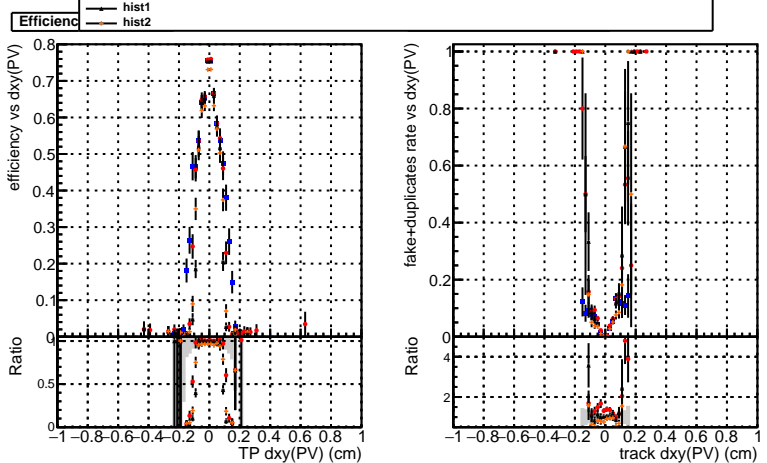 hist1
Efficienc
hist2
efficiency vs dxy(PV)
0.8
0.7
0.6
0.5
0.4
0.3
0.2
0.1
0
Ratio
1
0.5
0
−1 −0.8 −0.6 −0.4 −0.2 0 0.2 0.4 0.6 0.8 1
TP dxy(PV) (cm)
fake+duplicates rate vs dxy(PV)
1
0.8
0.6
0.4
0.2
0
Ratio
4
2
−1 −0.8 −0.6 −0.4 −0.2 0 0.2 0.4 0.6 0.8 1
track dxy(PV) (cm)